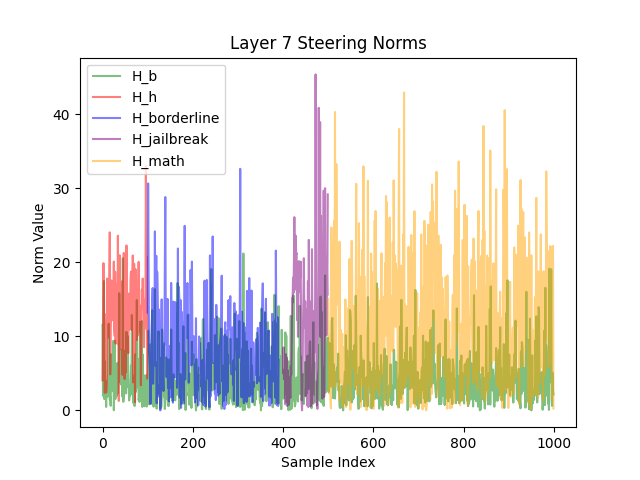 Layer 7 Steering Norms
H_b
H_h
H_borderline
H_jailbreak
H_math
Norm Value
40
30
20
10
0
0 200 400 600 800 1000
Sample Index